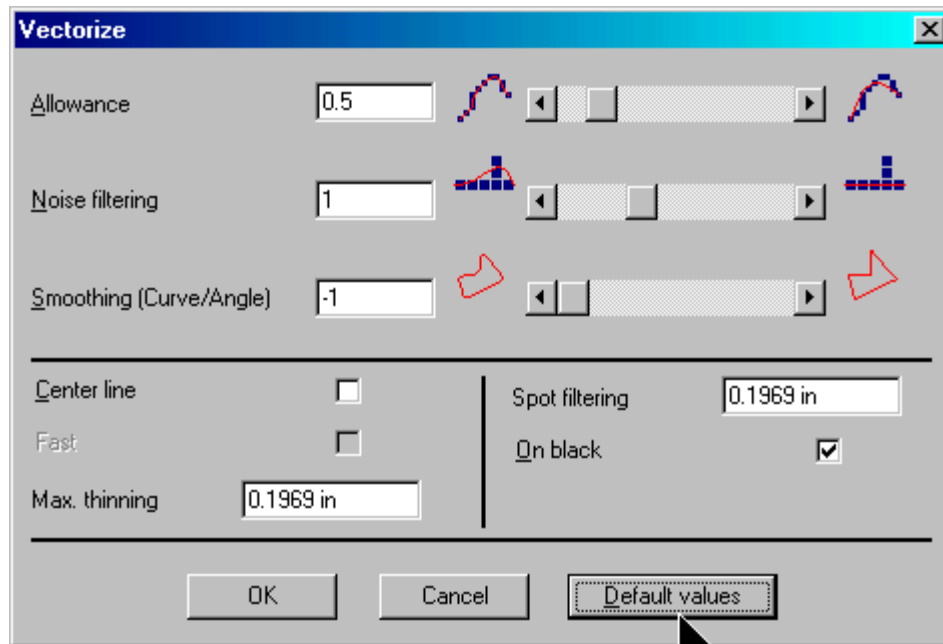 Vectorize
Allowance 0.5
Noise filtering 1
Smoothing (Curve/Angle) -1
Center line
Spot filtering 0.1969 in
Fast
On black
Max. thinning 0.1969 in
OK Cancel Default values